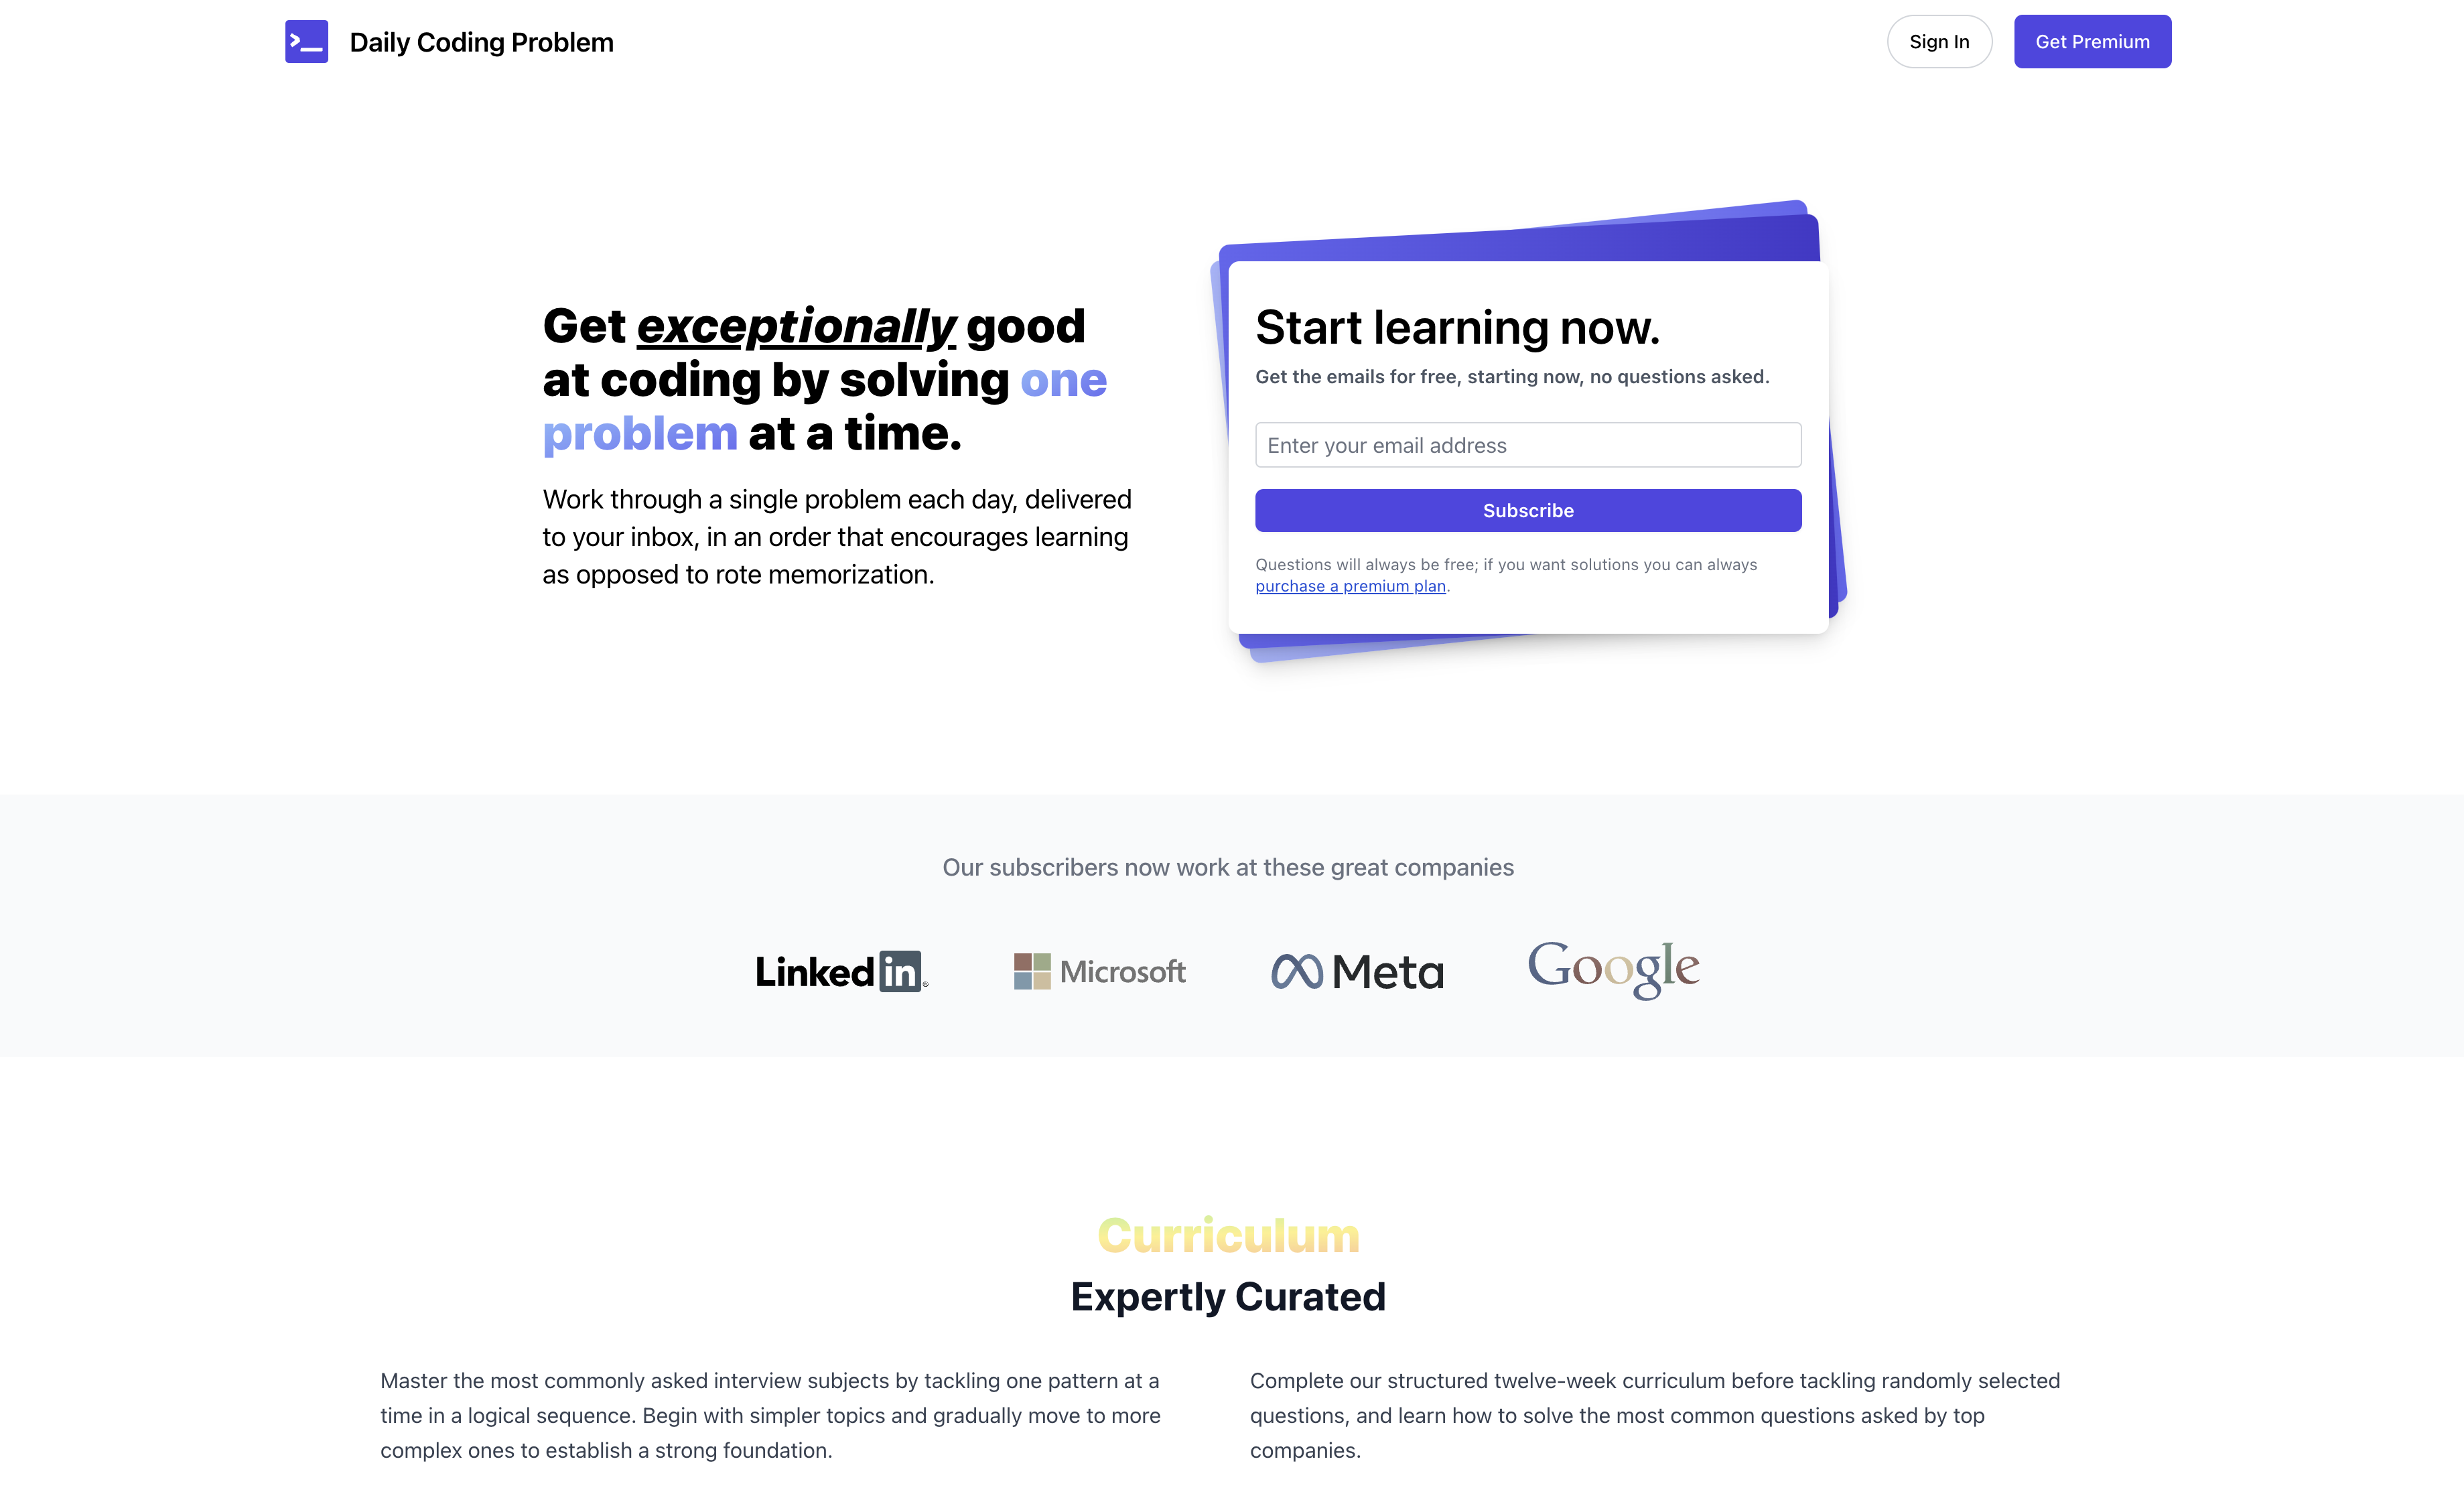 Daily Coding Problem
Sign In
Get Premium
Get exceptionally good
at coding by solving one
problem at a time.
Work through a single problem each day, delivered
to your inbox, in an order that encourages learning
as opposed to rote memorization.
Start learning now.
Get the emails for free, starting now, no questions asked.
Enter your email address
Subscribe
Questions will always be free; if you want solutions you can always
purchase a premium plan.
Our subscribers now work at these great companies
Linked in®
Microsoft
Meta
Google
Curriculum
Expertly Curated
Master the most commonly asked interview subjects by tackling one pattern at a
time in a logical sequence. Begin with simpler topics and gradually move to more
complex ones to establish a strong foundation.
Complete our structured twelve-week curriculum before tackling randomly selected
questions, and learn how to solve the most common questions asked by top
companies.